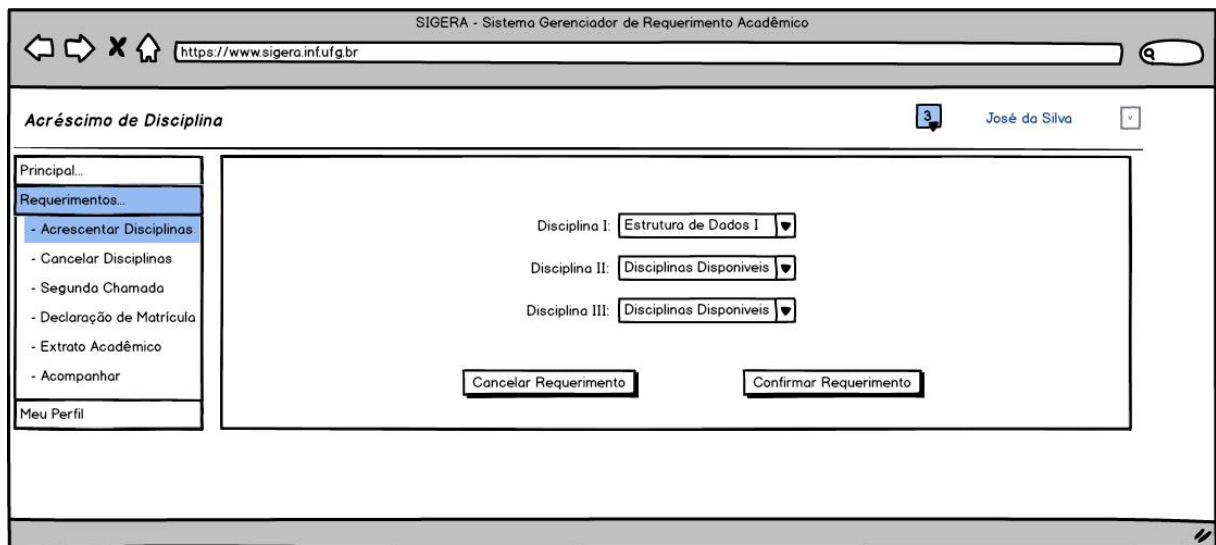 SIGERA - Sistema Gerenciador de Requerimento Acadêmico
https://www.sigera.inf.ufg.br
Acréscimo de Disciplina
3
José da Silva
Principal...
Requerimentos...
- Acrescentar Disciplinas
- Cancelar Disciplinas
- Segunda Chamada
- Declaração de Matrícula
- Extrato Acadêmico
- Acompanhar
Meu Perfil
Disciplina I: Estrutura de Dados I
Disciplina II: Disciplinas Disponiveis
Disciplina III: Disciplinas Disponiveis
Cancelar Requerimento
Confirmar Requerimento